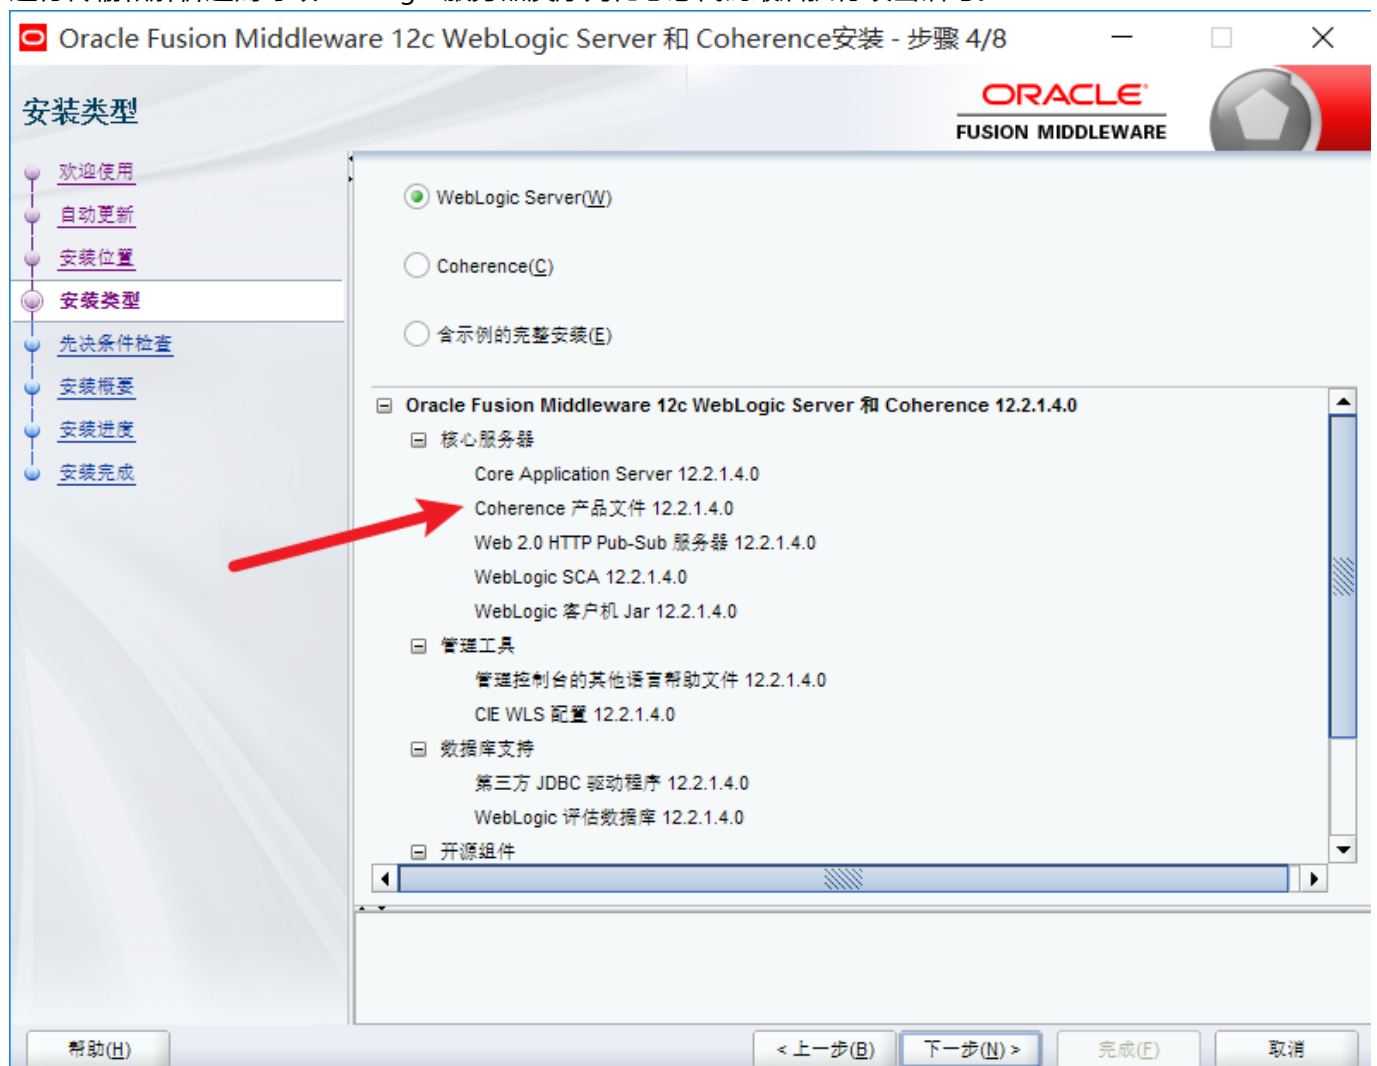 Oracle Fusion Middleware 12c WebLogic Server 和 Coherence安装 - 步骤 4/8
安装类型
ORACLE
FUSION MIDDLEWARE
欢迎使用
自动更新
安装位置
安装类型
先决条件检查
安装概要
安装进度
安装完成
WebLogic Server(W)
Coherence(C)
含示例的完整安装(E)
Oracle Fusion Middleware 12c WebLogic Server 和 Coherence 12.2.1.4.0
核心服务器
Core Application Server 12.2.1.4.0
Coherence 产品文件 12.2.1.4.0
Web 2.0 HTTP Pub-Sub 服务器 12.2.1.4.0
WebLogic SCA 12.2.1.4.0
WebLogic 客户机 Jar 12.2.1.4.0
管理工具
管理控制台的其他语言帮助文件 12.2.1.4.0
CIE WLS 配置 12.2.1.4.0
数据库支持
第三方 JDBC 驱动程序 12.2.1.4.0
WebLogic 评估数据库 12.2.1.4.0
开源组件
帮助(H)
< 上一步(B)
下一步(N) >
完成(F)
取消